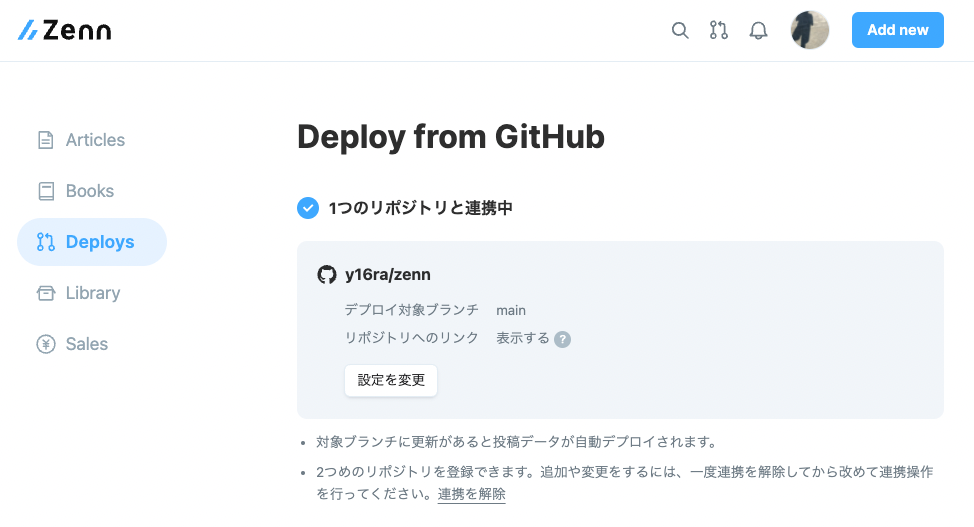 Zenn
Add new
Articles
Books
Deploys
Library
Sales
Deploy from GitHub
1つのリポジトリと連携中
y16ra/zenn
デプロイ対象ブランチ main
リポジトリへのリンク 表示する ?
設定を変更
• 対象ブランチに更新があると投稿データが自動デプロイされます。
• 2つめのリポジトリを登録できます。追加や変更をするには、一度連携を解除してから改めて連携操作
を行ってください。連携を解除